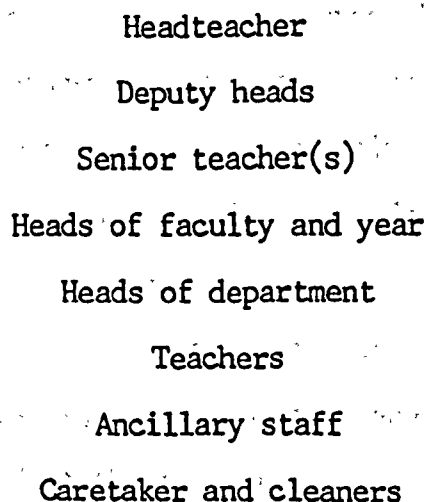 Headteacher
Deputy heads
Senior teacher(s)
Heads of faculty and year
Heads of department
Teachers
Ancillary staff
Caretaker and cleaners